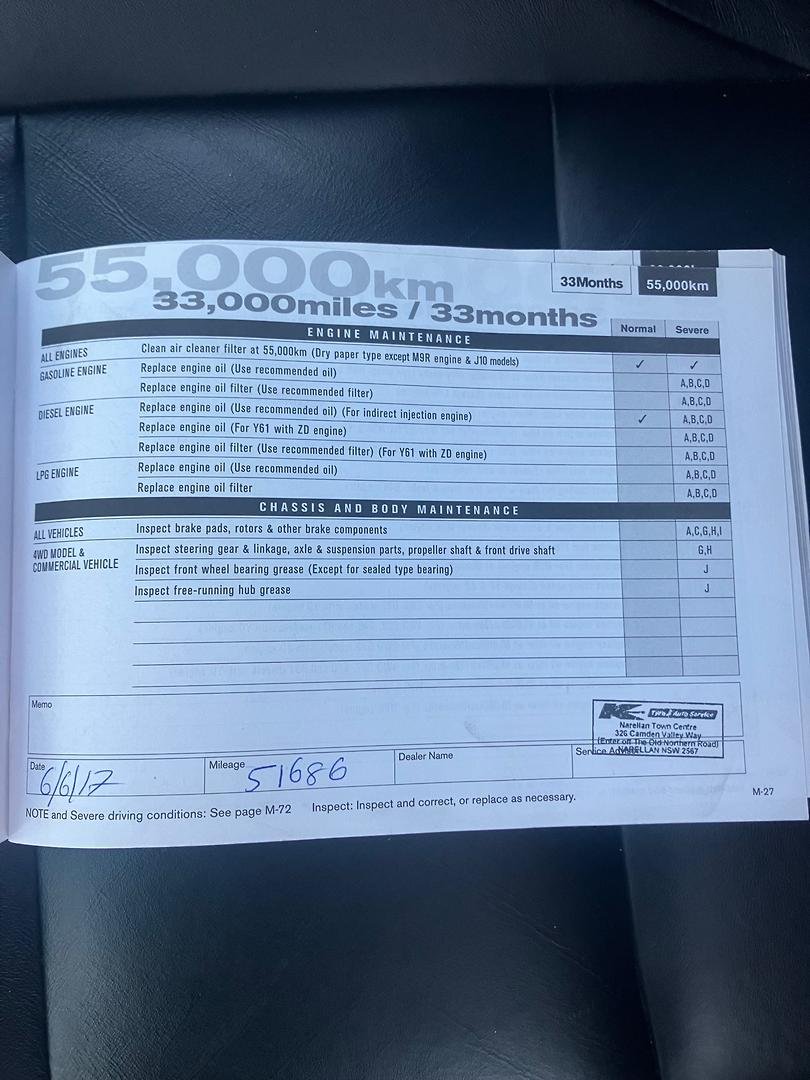 55,000km
33,000miles / 33months
33Months 55,000km
Normal Severe
ENGINE MAINTENANCE
ALL ENGINES Clean air cleaner filter at 55,000km (Dry paper type except M9R engine & J10 models) ✓ ✓
GASOLINE ENGINE Replace engine oil (Use recommended oil) A,B,C,D
Replace engine oil filter (Use recommended filter) A,B,C,D
DIESEL ENGINE Replace engine oil (Use recommended oil) (For indirect injection engine) ✓ A,B,C,D
Replace engine oil (For Y61 with ZD engine) A,B,C,D
Replace engine oil filter (Use recommended filter) (For Y61 with ZD engine) A,B,C,D
LPG ENGINE Replace engine oil (Use recommended oil) A,B,C,D
Replace engine oil filter A,B,C,D
CHASSIS AND BODY MAINTENANCE
ALL VEHICLES Inspect brake pads, rotors & other brake components A,C,G,H,I
4WD MODEL & COMMERCIAL VEHICLE Inspect steering gear & linkage, axle & suspension parts, propeller shaft & front drive shaft G,H
Inspect front wheel bearing grease (Except for sealed type bearing) J
Inspect free-running hub grease J
Memo
Tyre & Auto Service
Narellan Town Centre
326 Camden Valley Way
(Enter off The Old Northern Road)
NARELLAN NSW 2567
Date 6/6/17
Mileage 51686
Dealer Name
Service Advisor
NOTE and Severe driving conditions: See page M-72 Inspect: Inspect and correct, or replace as necessary.
M-27